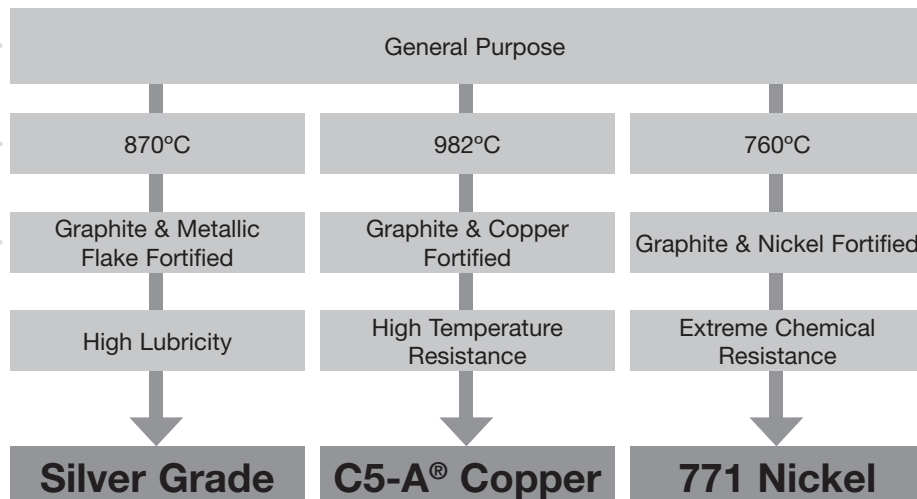 General Purpose
870ºC
982ºC
760ºC
Graphite & Metallic
Flake Fortified
Graphite & Copper
Fortified
Graphite & Nickel Fortified
High Lubricity
High Temperature
Resistance
Extreme Chemical
Resistance
Silver Grade
C5-A® Copper
771 Nickel